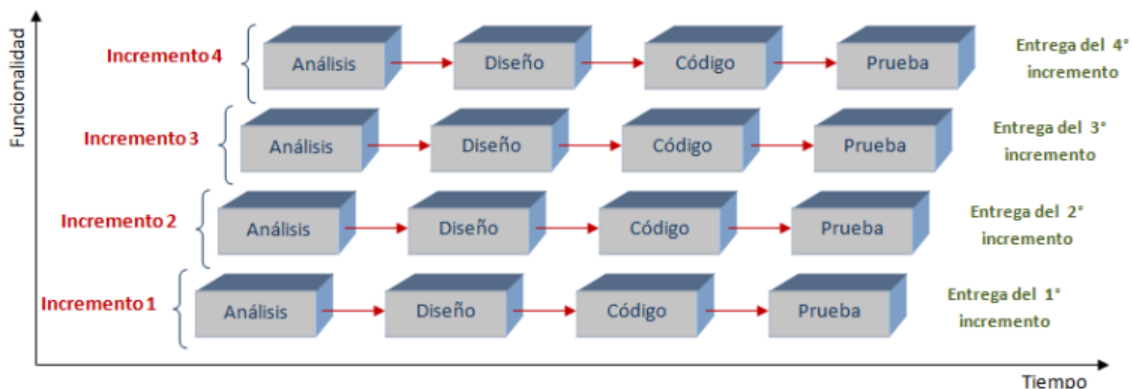 Funcionalidad
Incremento 4
Análisis
Diseño
Código
Prueba
Entrega del 4°
incremento
Incremento 3
Análisis
Diseño
Código
Prueba
Entrega del 3°
incremento
Incremento 2
Análisis
Diseño
Código
Prueba
Entrega del 2°
incremento
Incremento 1
Análisis
Diseño
Código
Prueba
Entrega del 1°
incremento
Tiempo